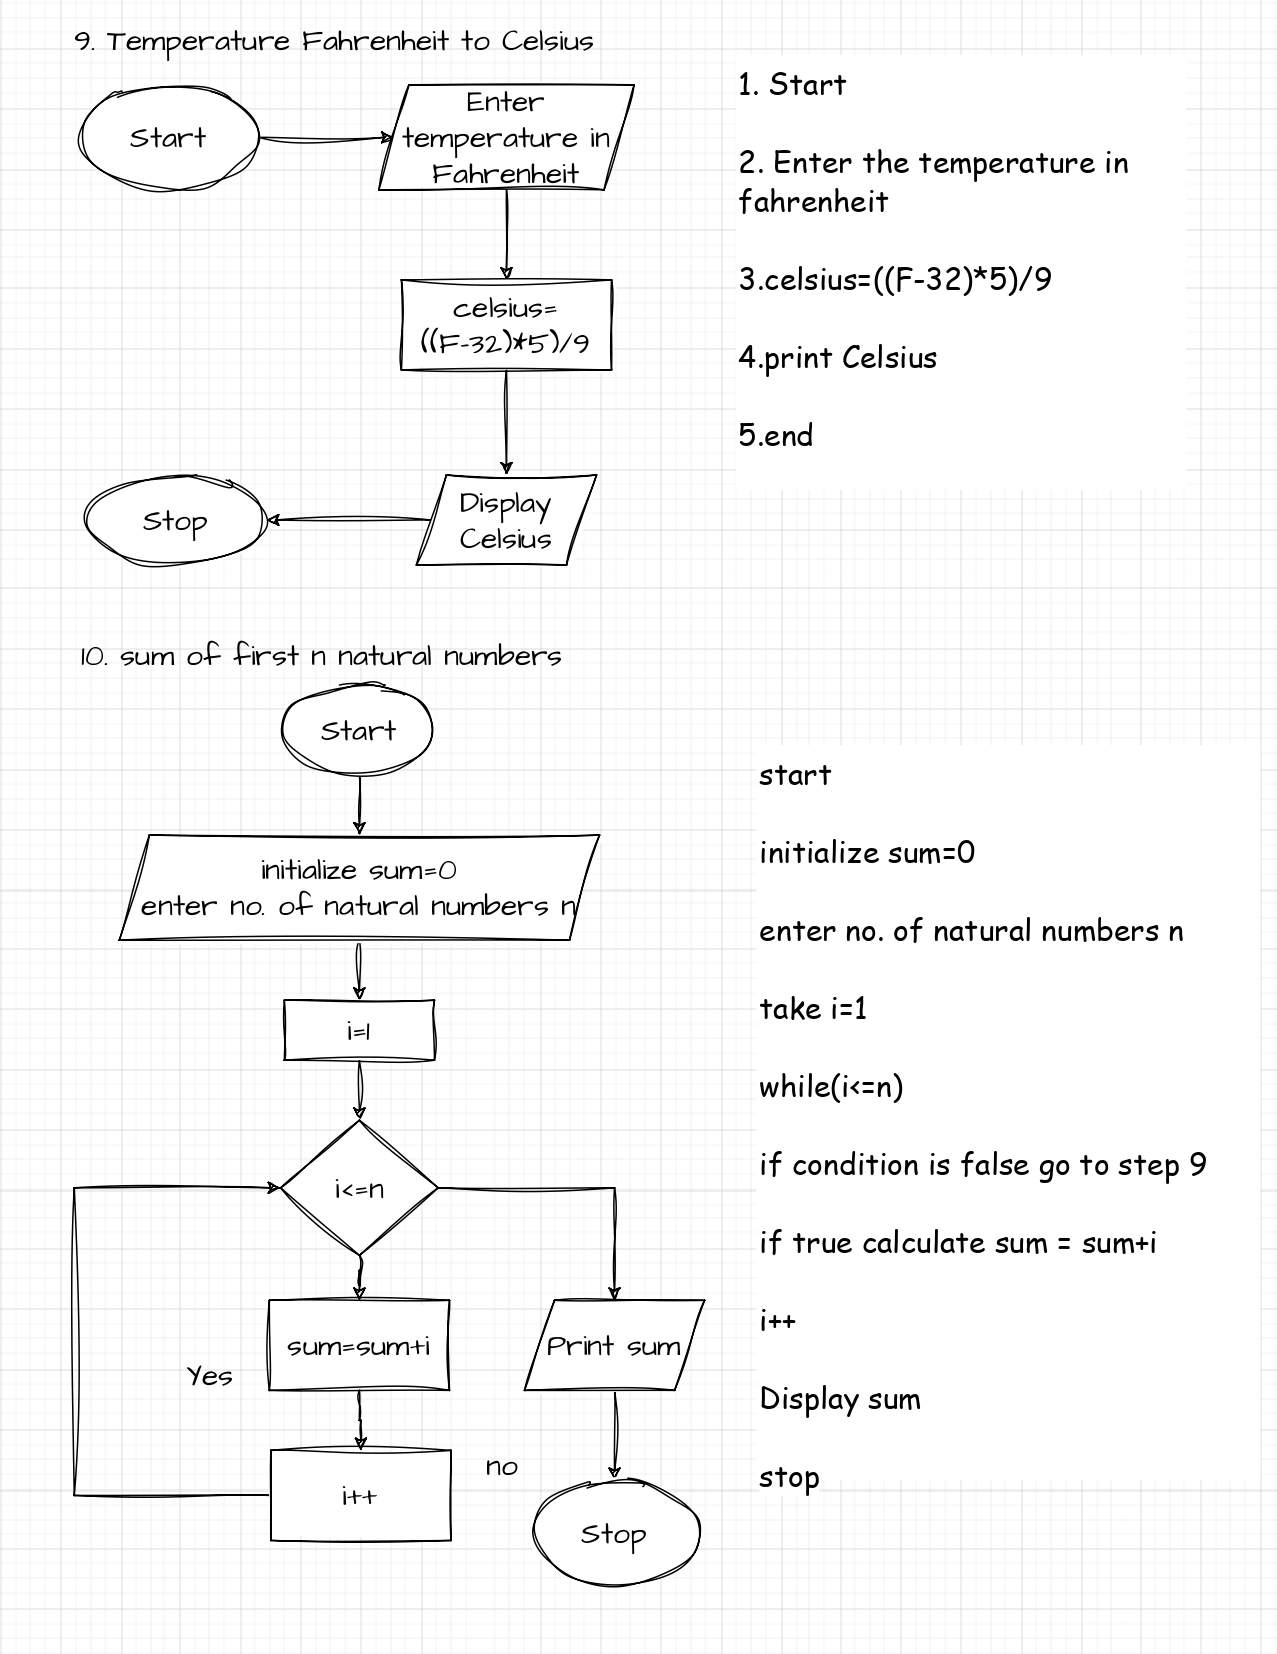 9. Temperature Fahrenheit to Celsius
Start
Enter
temperature in
Fahrenheit
celsius=
((F-32)*5)/9
Display
Celsius
Stop
1. Start
2. Enter the temperature in
fahrenheit
3.celsius=((F-32)*5)/9
4.print Celsius
5.end
10. sum of first n natural numbers
Start
initialize sum=0
enter no. of natural numbers n
i=1
i<=n
sum=sum+i
Print sum
Yes
no
i++
Stop
start
initialize sum=0
enter no. of natural numbers n
take i=1
while(i<=n)
if condition is false go to step 9
if true calculate sum = sum+i
i++
Display sum
stop